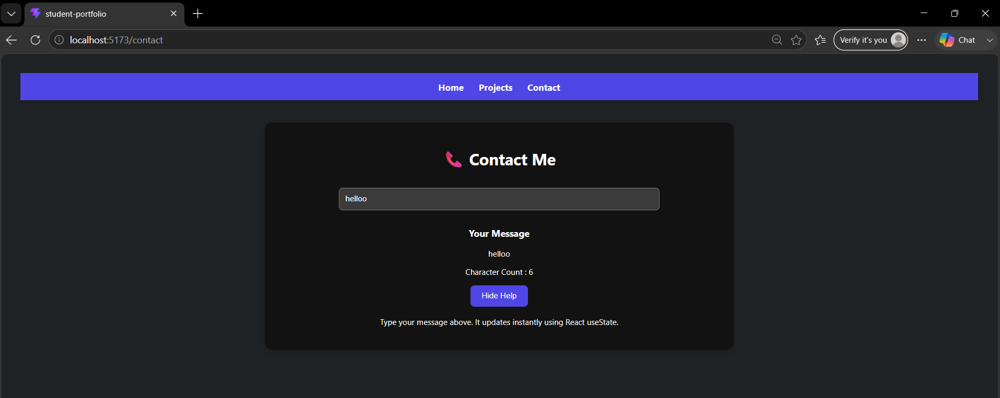 student-portfolio
localhost:5173/contact
Verify it's you
Chat
Home Projects Contact
Contact Me
helloo
Your Message
helloo
Character Count : 6
Hide Help
Type your message above. It updates instantly using React useState.